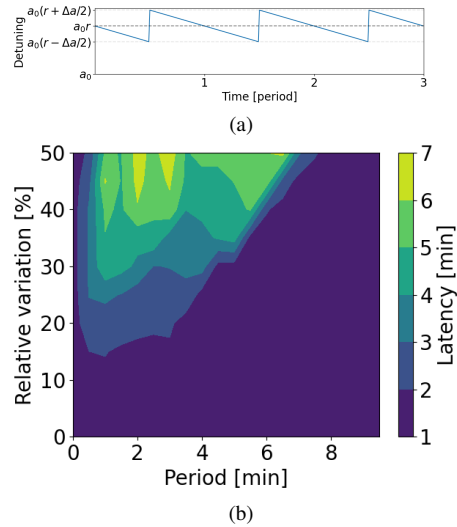 Detuning
a₀(r + Δa/2)
a₀r
a₀(r − Δa/2)
a₀
1 2 3
Time [period]
(a)
Relative variation [%]
50
40
30
20
10
0
0 2 4 6 8
Period [min]
7
6
5
4
3
2
1
Latency [min]
(b)